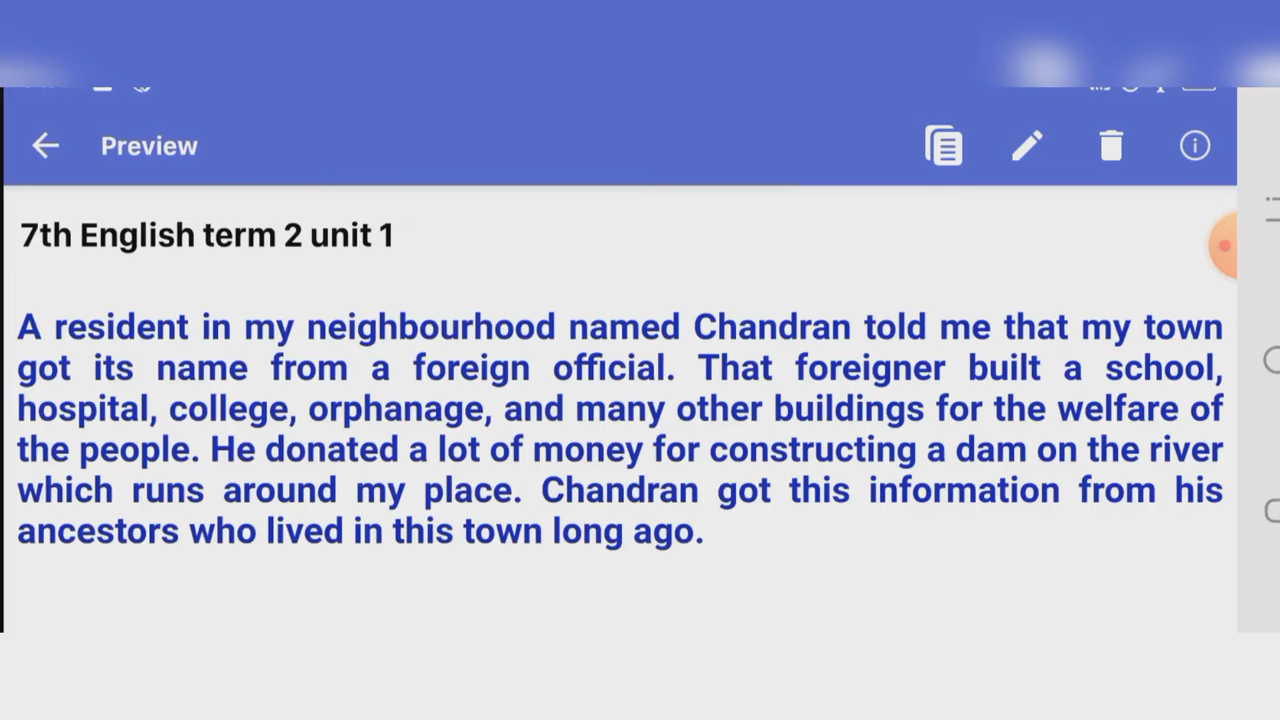 Preview
7th English term 2 unit 1
A resident in my neighbourhood named Chandran told me that my town
got its name from a foreign official. That foreigner built a school,
hospital, college, orphanage, and many other buildings for the welfare of
the people. He donated a lot of money for constructing a dam on the river
which runs around my place. Chandran got this information from his
ancestors who lived in this town long ago.